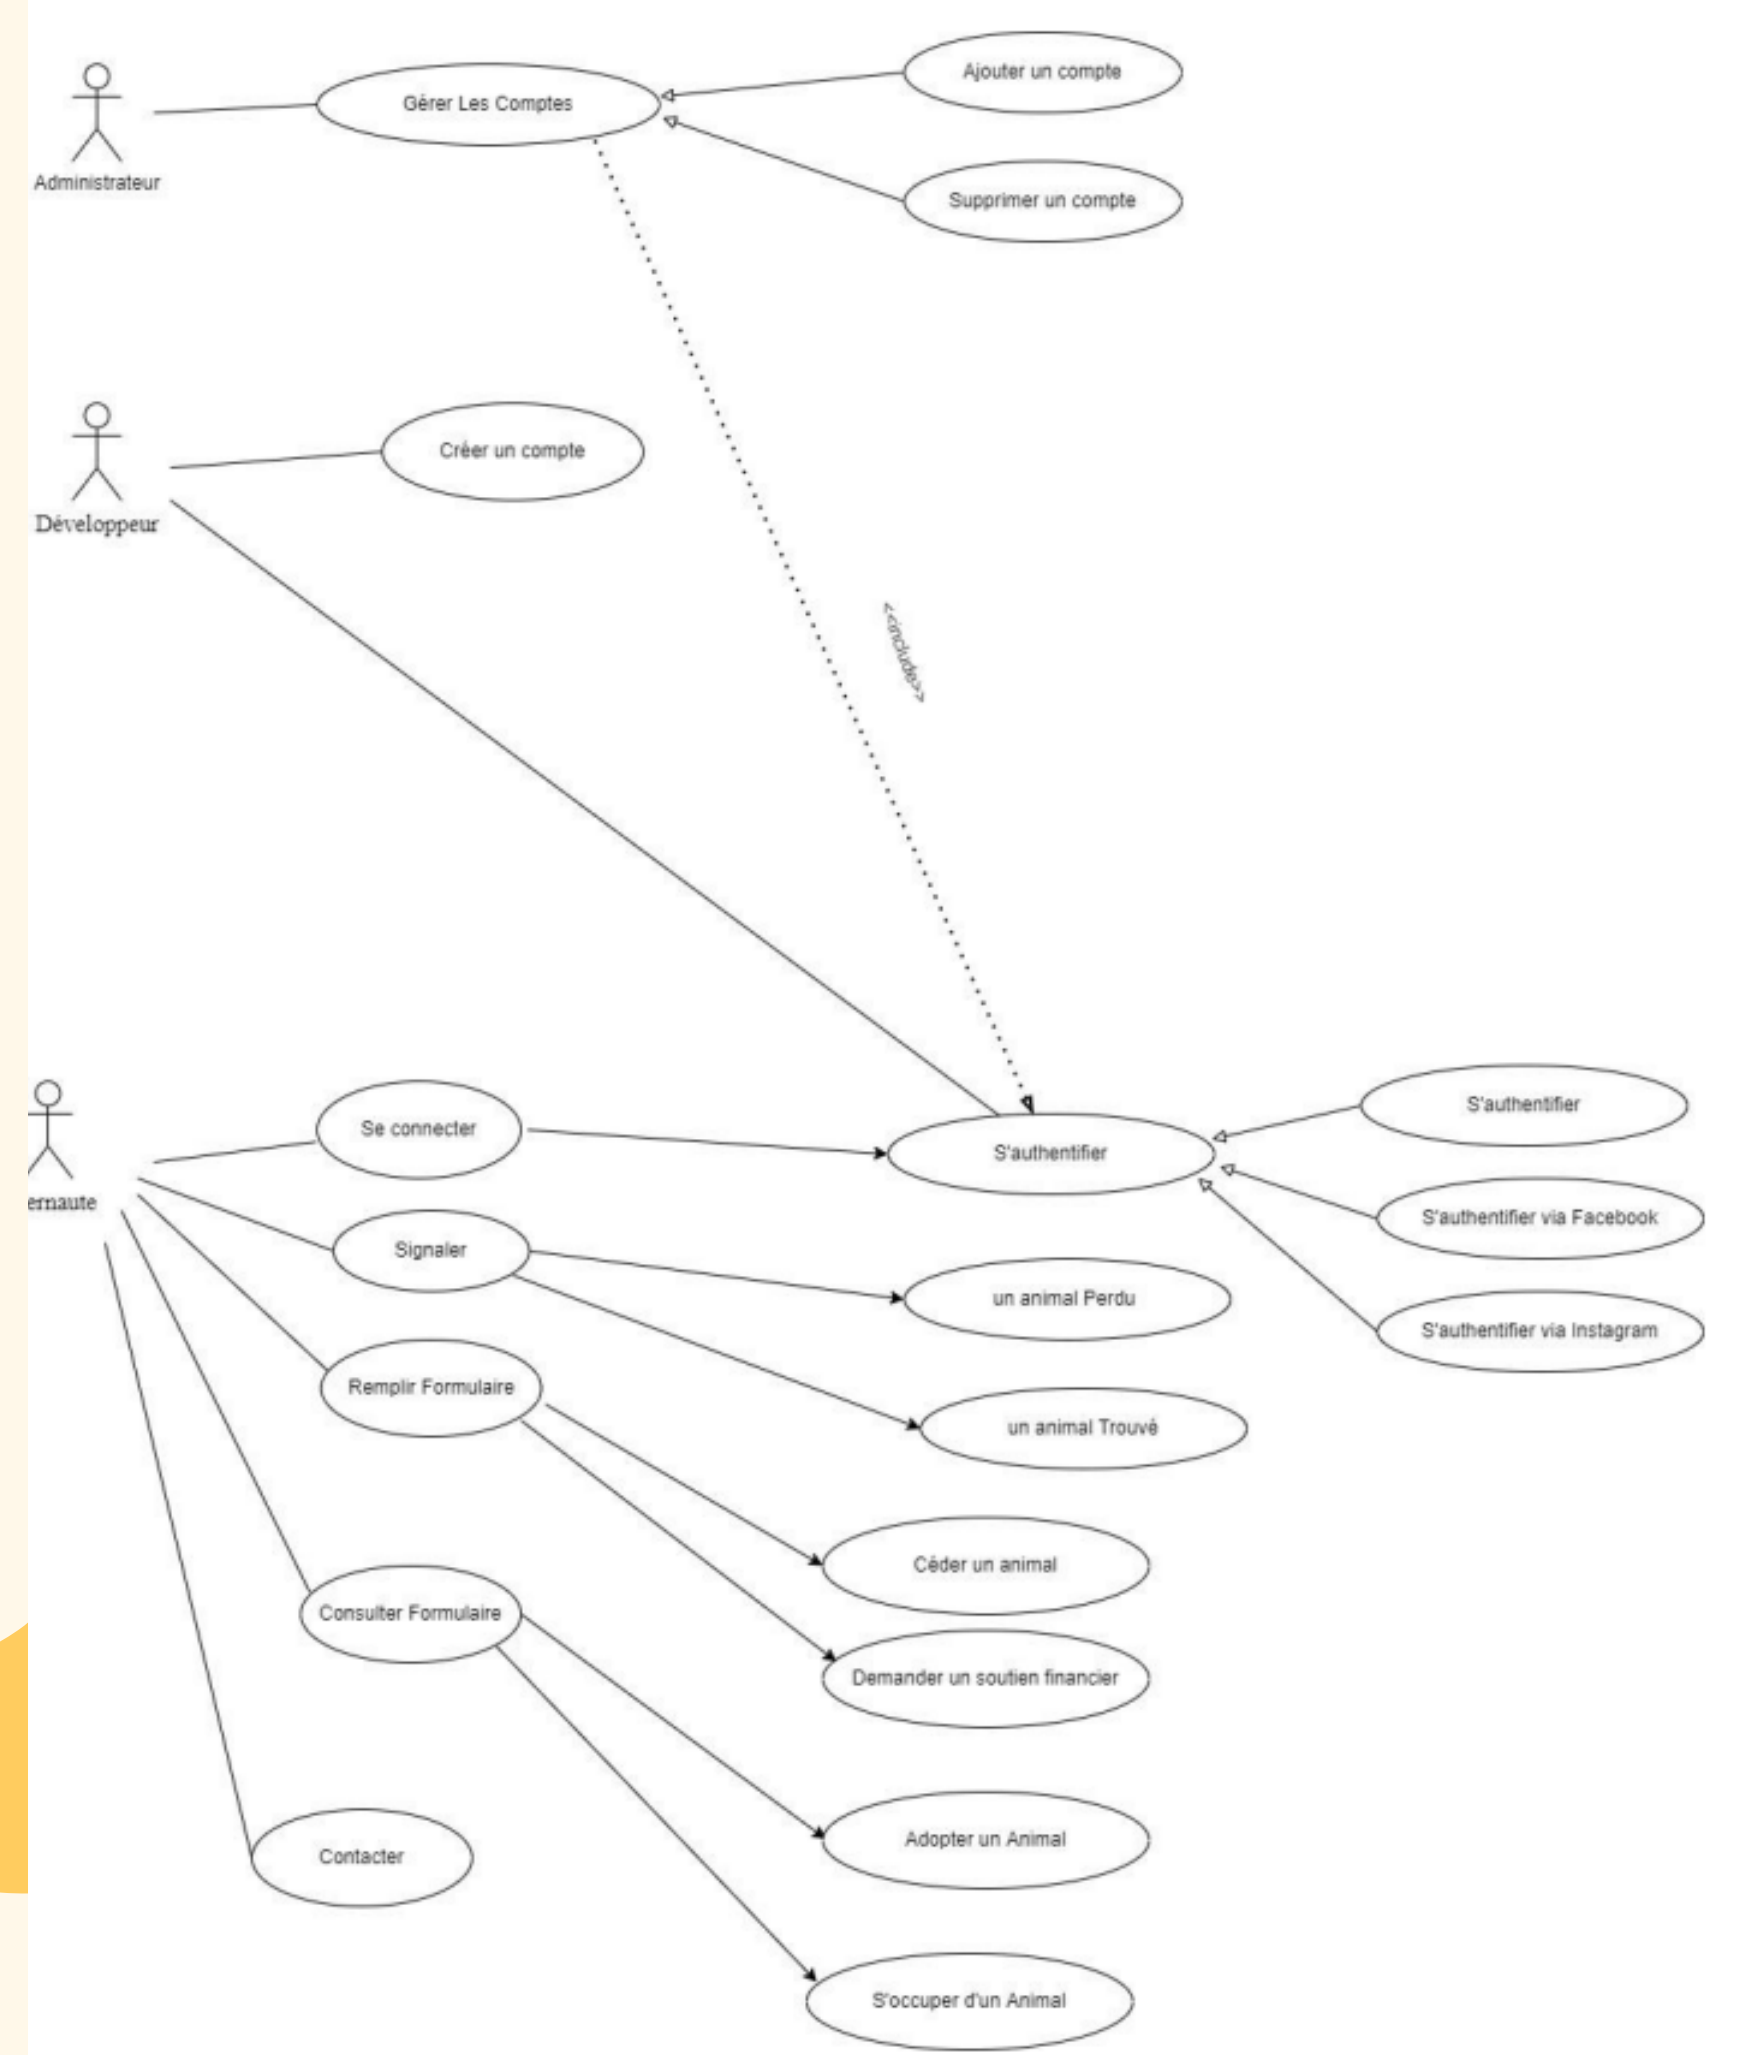 Ajouter un compte
Gérer Les Comptes
Administrateur
Supprimer un compte
Créer un compte
Développeur
<<include>>
S'authentifier
Se connecter
S'authentifier
ernaute
S'authentifier via Facebook
Signaler
un animal Perdu
S'authentifier via Instagram
Remplir Formulaire
un animal Trouvé
Céder un animal
Consulter Formulaire
Demander un soutien financier
Adopter un Animal
Contacter
S'occuper d'un Animal